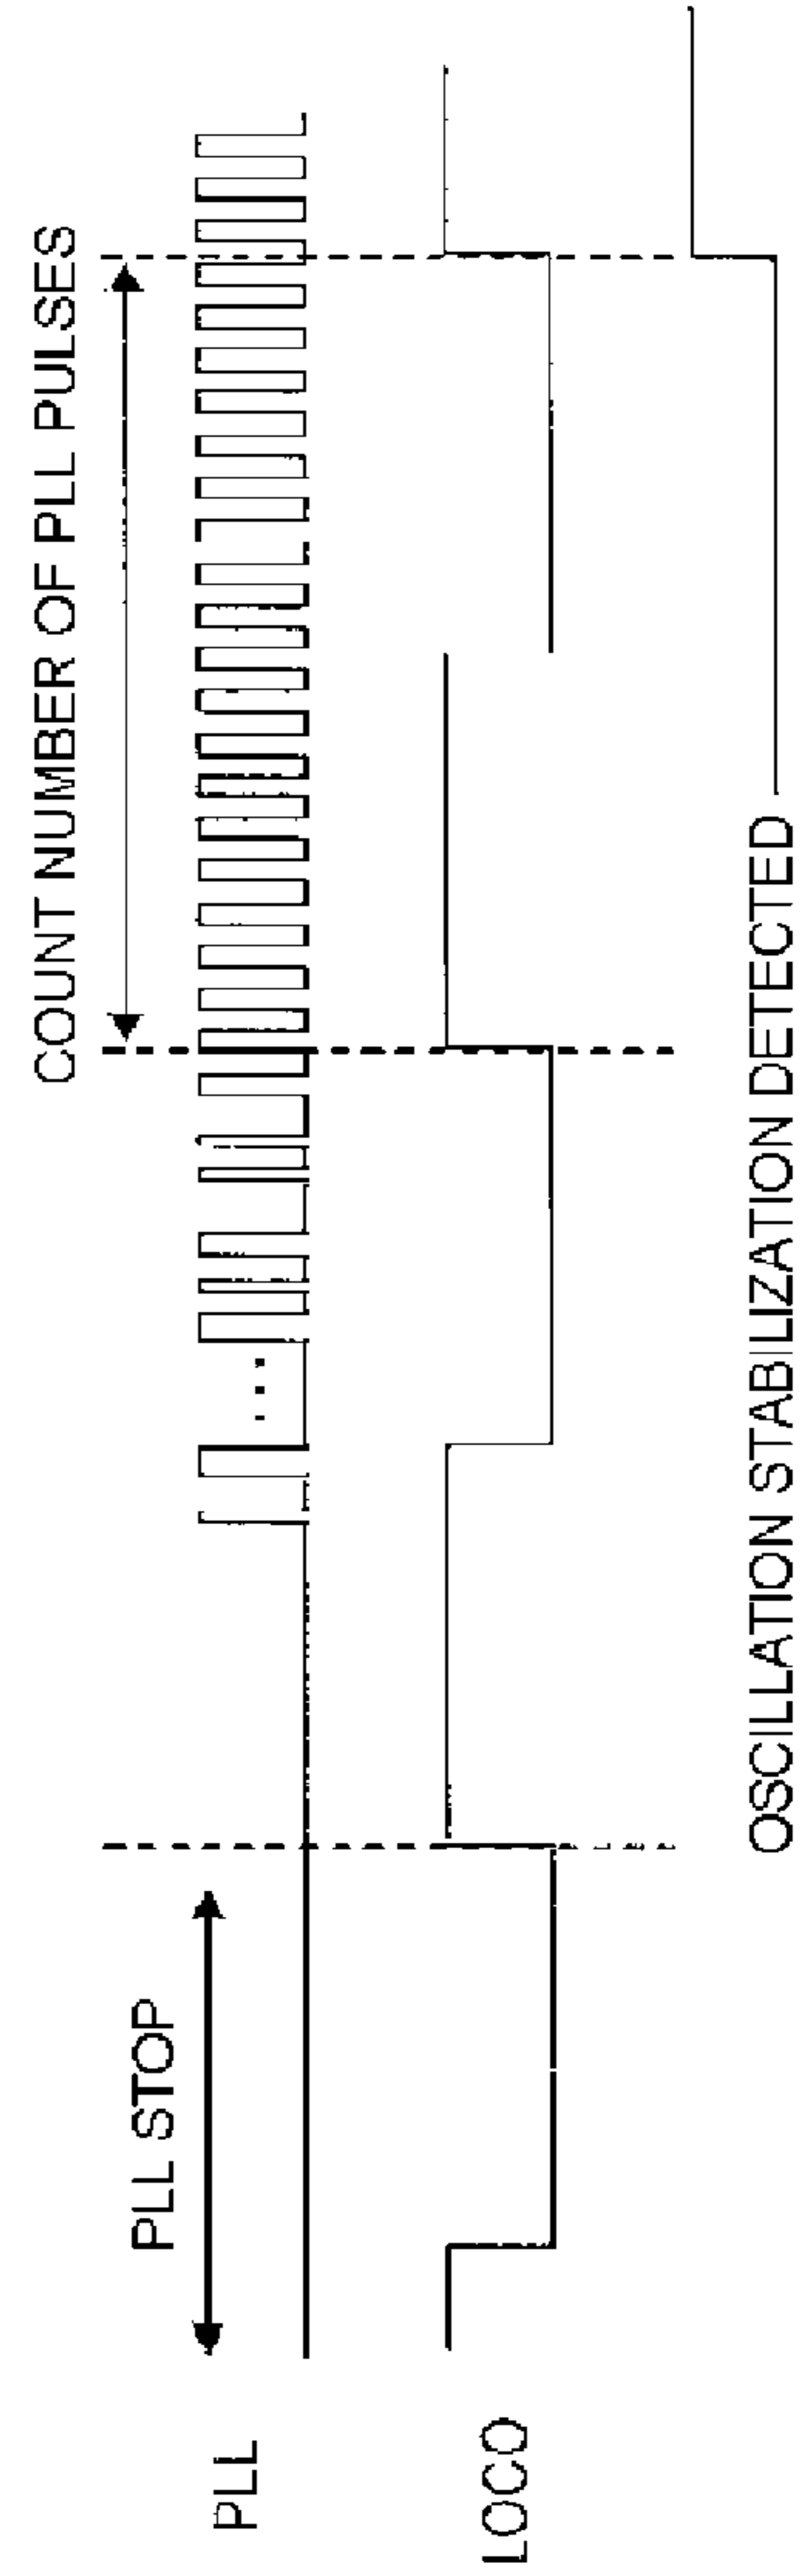 COUNT NUMBER OF PLL PULSES
PLL STOP
PLL
LOCO
OSCILLATION STABILIZATION DETECTED